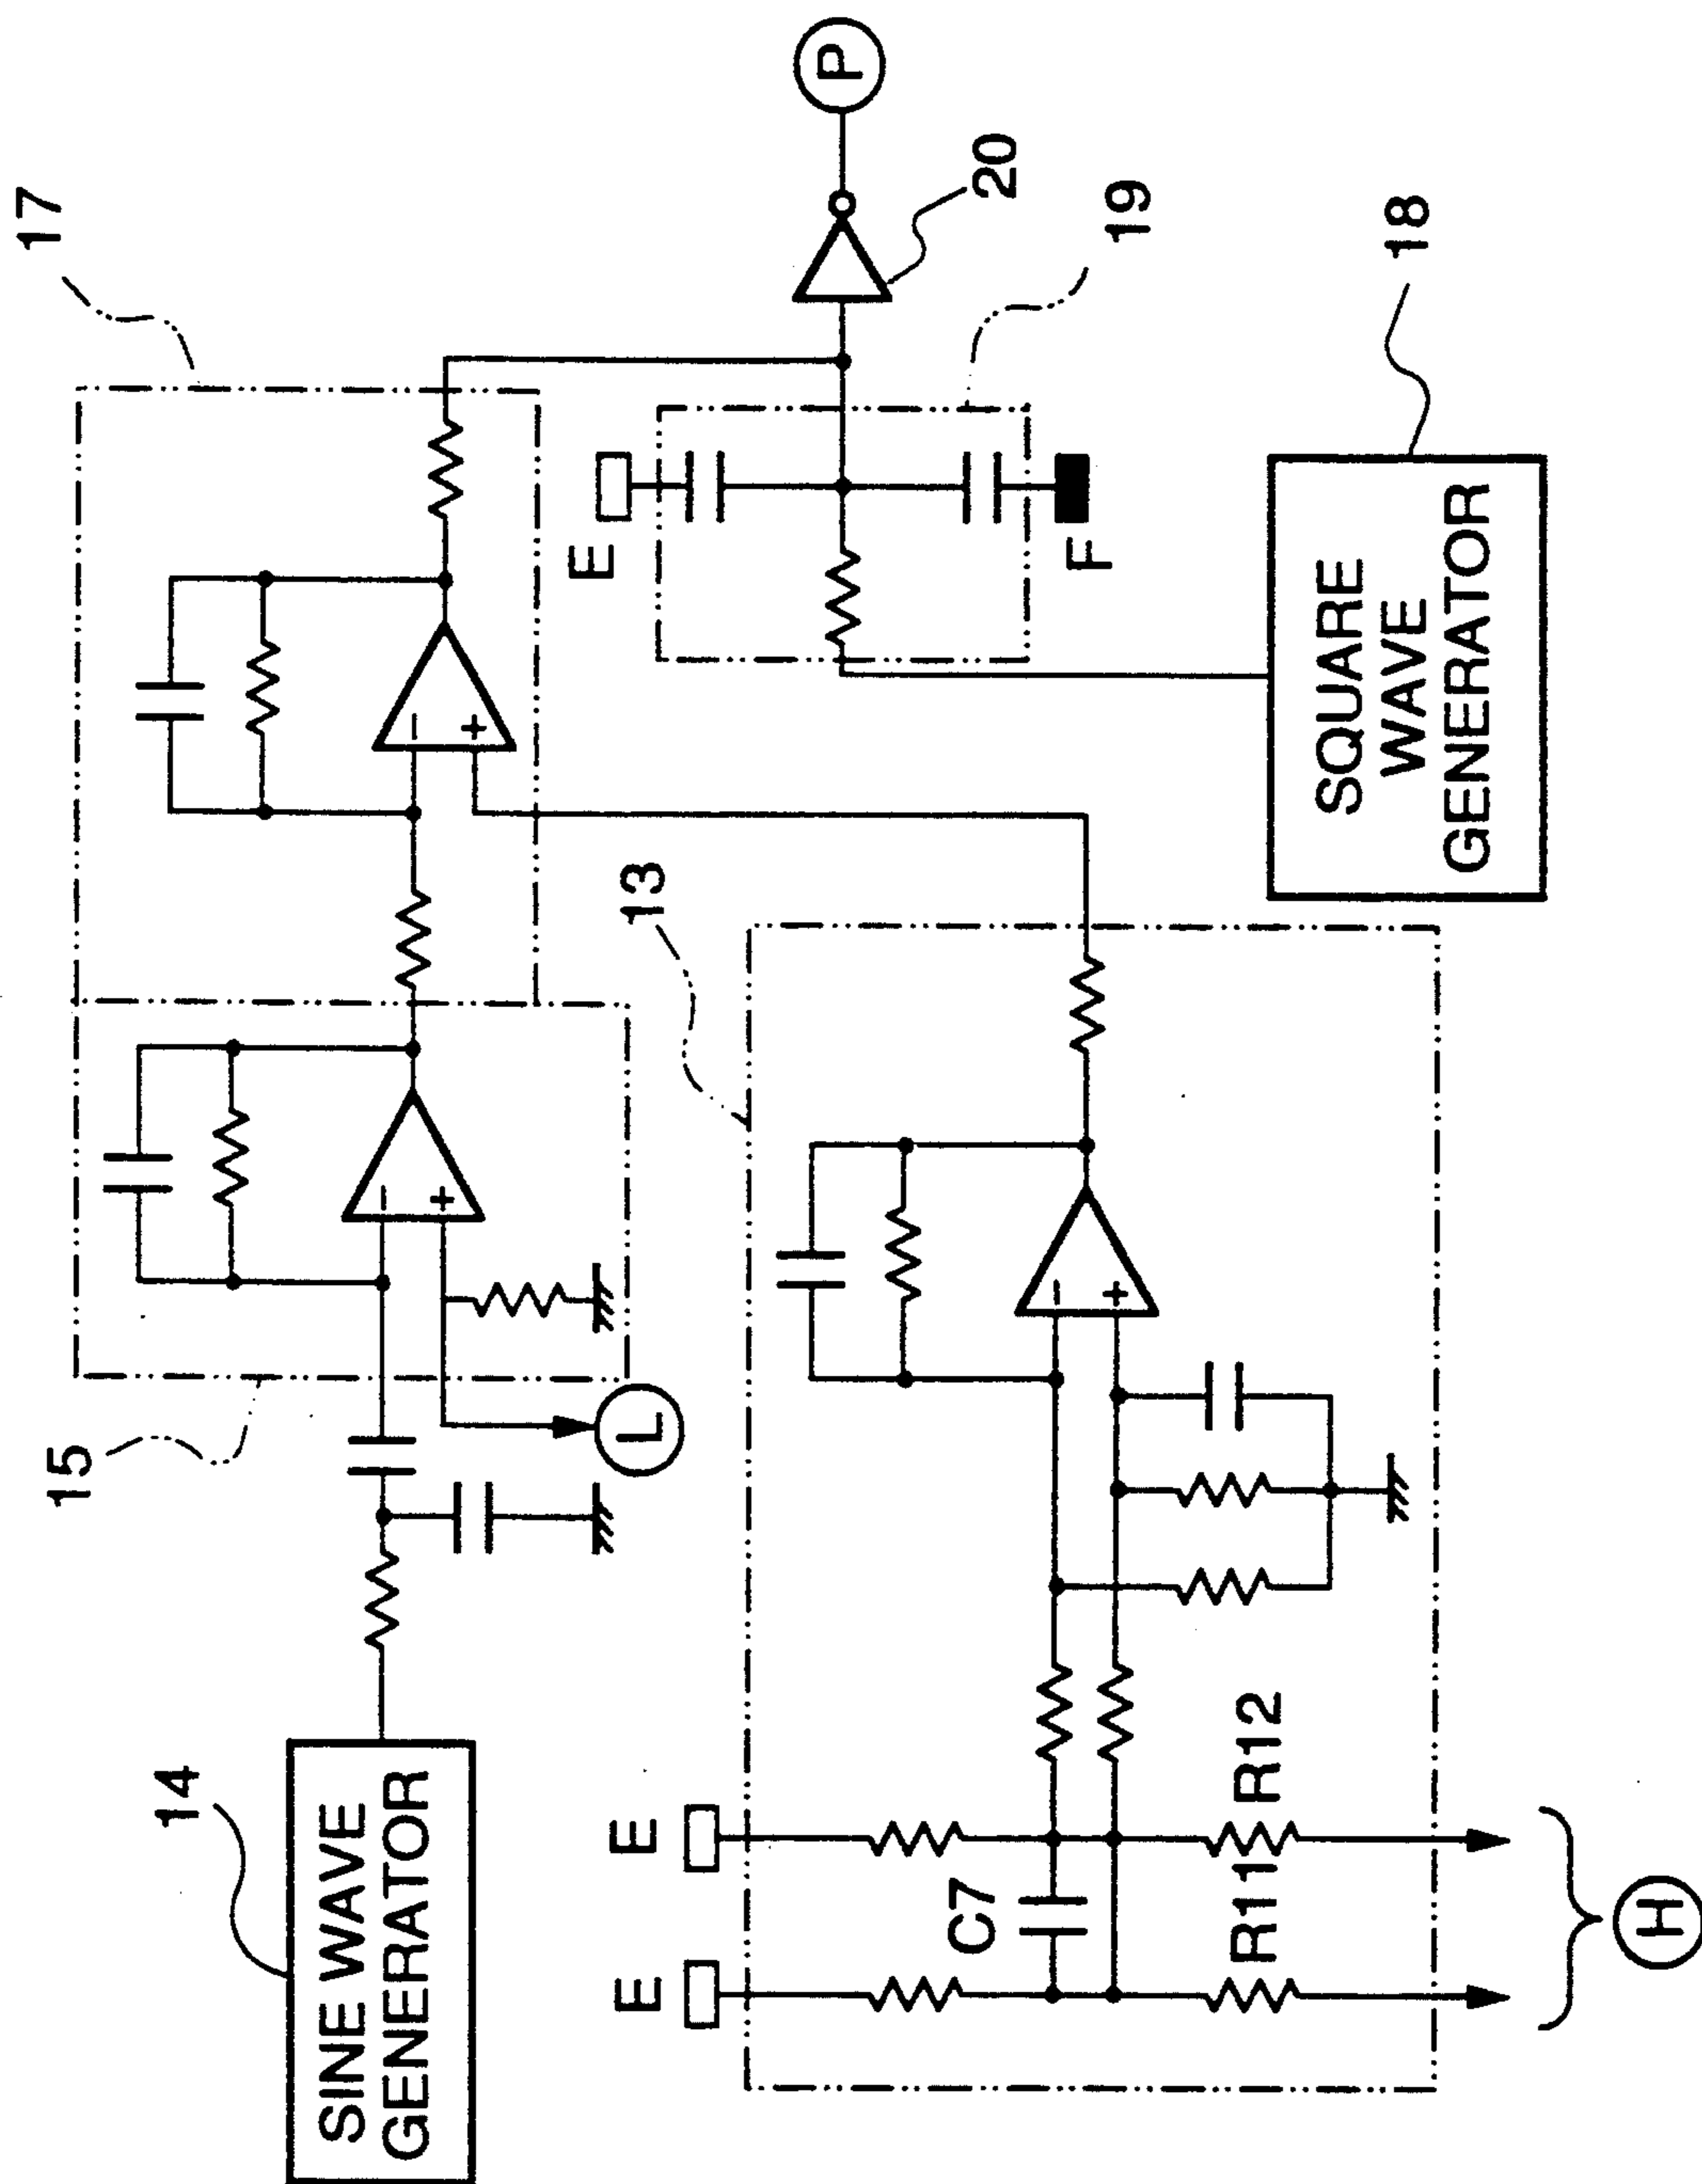 17
P
20
19
18
E
F
SQUARE
WAVE
GENERATOR
−
+
13
15
−
+
L
−
+
14
SINE WAVE
GENERATOR
E
E
C7
R12
R11
H